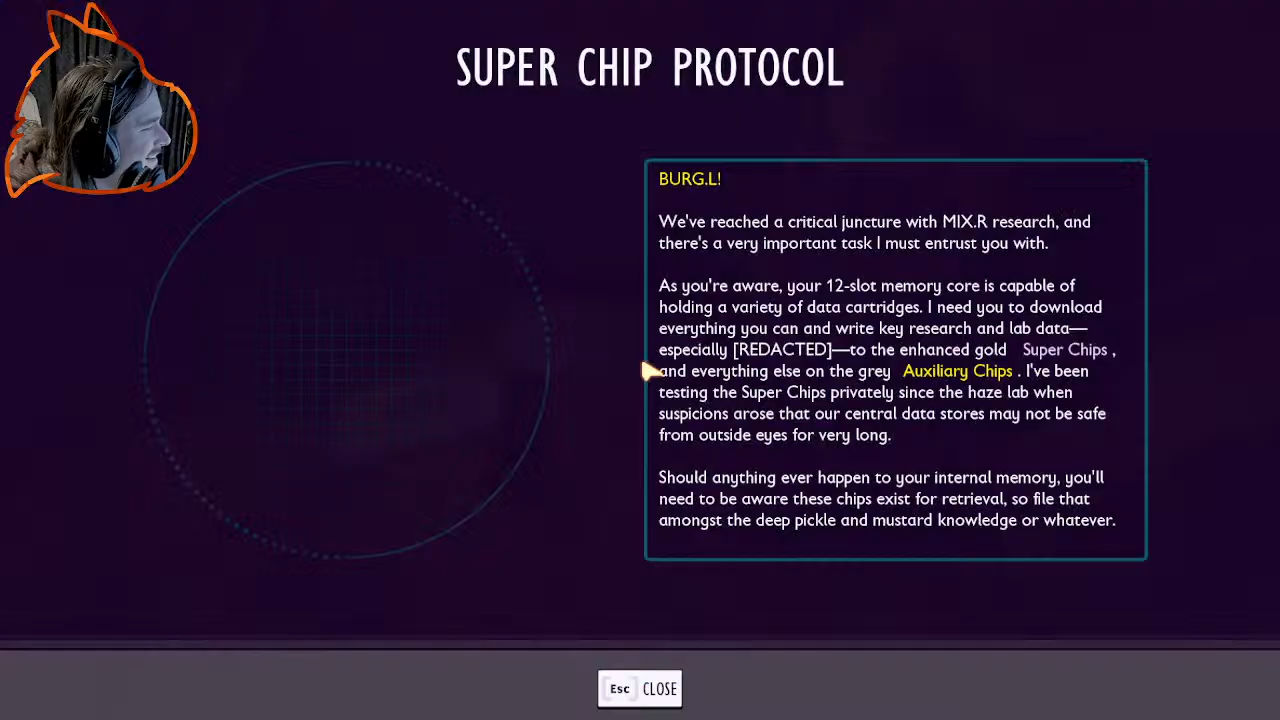 SUPER CHIP PROTOCOL
BURG.L!
We've reached a critical juncture with MIX.R research, and
there's a very important task I must entrust you with.
As you're aware, your 12-slot memory core is capable of
holding a variety of data cartridges. I need you to download
everything you can and write key research and lab data—
especially [REDACTED]—to the enhanced gold Super Chips ,
and everything else on the grey Auxiliary Chips . I've been
testing the Super Chips privately since the haze lab when
suspicions arose that our central data stores may not be safe
from outside eyes for very long.
Should anything ever happen to your internal memory, you'll
need to be aware these chips exist for retrieval, so file that
amongst the deep pickle and mustard knowledge or whatever.
Esc CLOSE